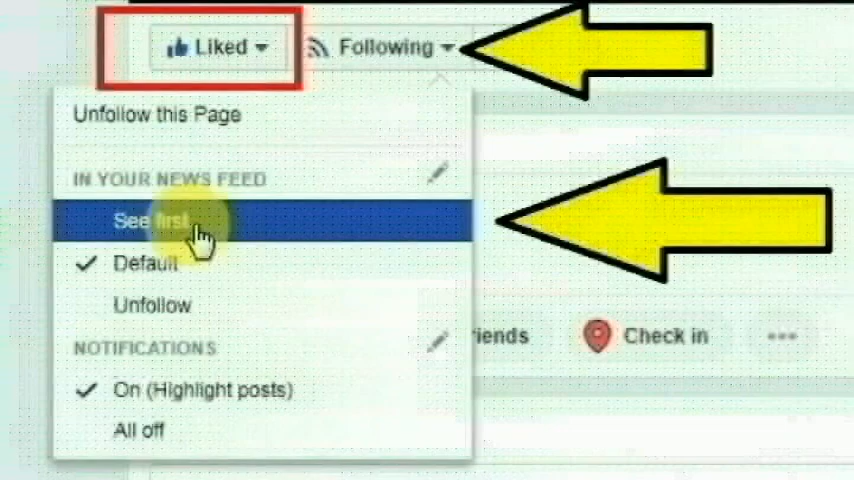 Liked Following
Unfollow this Page
IN YOUR NEWS FEED
See first
Default
Unfollow
riends Check in
NOTIFICATIONS
On (Highlight posts)
All off